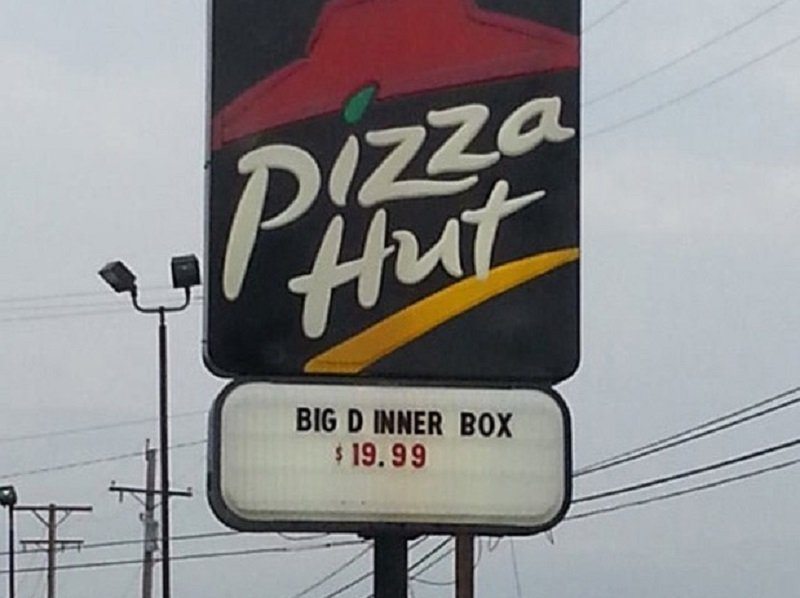 Pizza
Hut
BIG D INNER BOX
$19.99